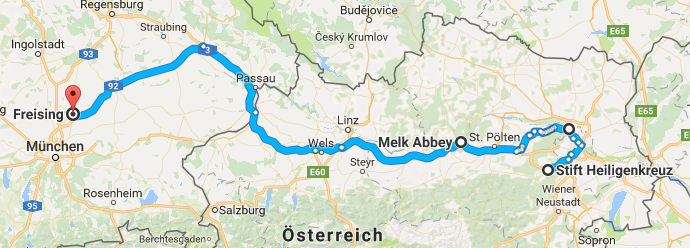 Regensburg
Budějovice
Straubing
Ingolstadt
93
Český Krumlov
E65
3
92
Passau
Freising
Linz
München
Wels
Melk Abbey
St. Pölten
Steyr
E60
Stift Heiligenkreuz
Rosenheim
Wiener
Neustadt
95
Salzburg
Berchtesgaden
Österreich
Sopron
E65